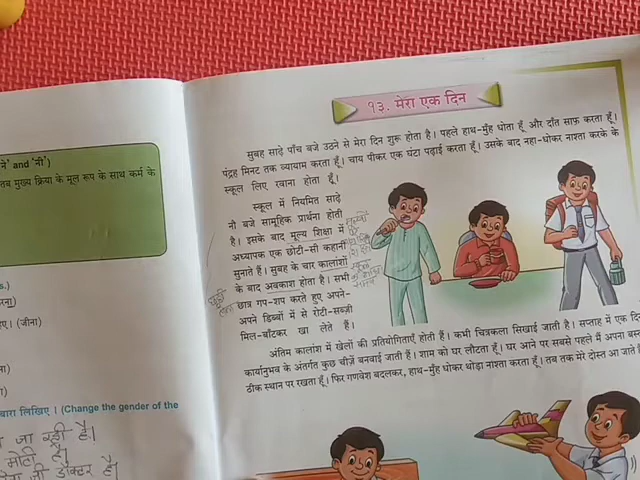 ने' and 'नी')
तब मुख्य क्रिया के मूल रूप के साथ कर्म के
s.)
रना)
ए। (जीना)
बारा लिखिए। (Change the gender of the
जा रही है।
मोटी है।
जी डॉक्टर है।
१३. मेरा एक दिन
सुबह साढ़े पाँच बजे उठने से मेरा दिन शुरू होता है। पहले हाथ-मुँह धोता हूँ और दाँत साफ़ करता हूँ।
पंद्रह मिनट तक व्यायाम करता हूँ। चाय पीकर एक घंटा पढ़ाई करता हूँ। उसके बाद नहा-धोकर नाश्ता करके के
स्कूल लिए रवाना होता हूँ।
स्कूल में नियमित साढ़े
नौ बजे सामूहिक प्रार्थना होती
है। इसके बाद मूल्य शिक्षा में
अध्यापक एक छोटी-सी कहानी
सुनाते हैं। सुबह के चार कालांशों
के बाद अवकाश होता है। सभी
छात्र गप-शप करते हुए अपने-
अपने डिब्बों में से रोटी-सब्ज़ी
मिल-बाँटकर खा लेते हैं।
अंतिम कालांश में खेलों की प्रतियोगिताएँ होती हैं। कभी चित्रकला सिखाई जाती है। सप्ताह में एक दिन
कार्यानुभव के अंतर्गत कुछ चीज़ें बनवाई जाती हैं। शाम को घर लौटता हूँ। घर आने पर सबसे पहले मैं अपना बस्
ठीक स्थान पर रखता हूँ। फिर गणवेश बदलकर, हाथ-मुँह धोकर थोड़ा नाश्ता करता हूँ। तब तक मेरे दोस्त आ जाते